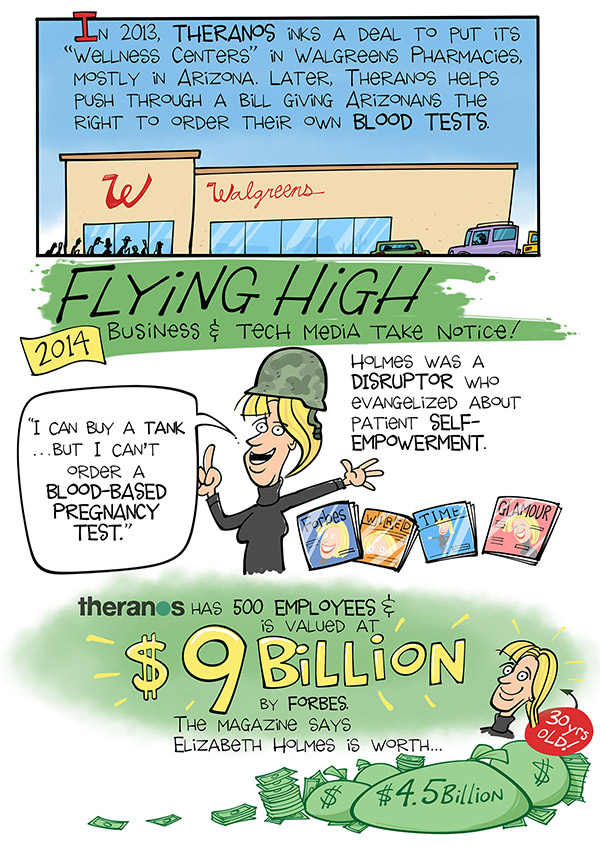 In 2013, THERANOS inks a deal to put its
"Wellness Centers" in Walgreens Pharmacies,
mostly in Arizona. Later, Theranos helps
push through a bill giving Arizonans the
right to order their own BLOOD TESTS.
W
Walgreens
FLYiNG HiGH
2014
Business & Tech Media Take Notice!
Holmes was a
DISRUPTOR who
evangelized about
patient SELF-
EMPOWERMENT.
"I can buy a TANK
...but I can't
order a
BLOOD-BASED
PREGNANCY
TEST."
Forbes
WIRED
TIME
GLAMOUR
theranos has 500 EMPLOYEES &
is valued at
$9 BiLLiON
by FORBES.
The magazine says
Elizabeth Holmes is worth...
30 yrs
OLD!
$
$4.5 Billion
$